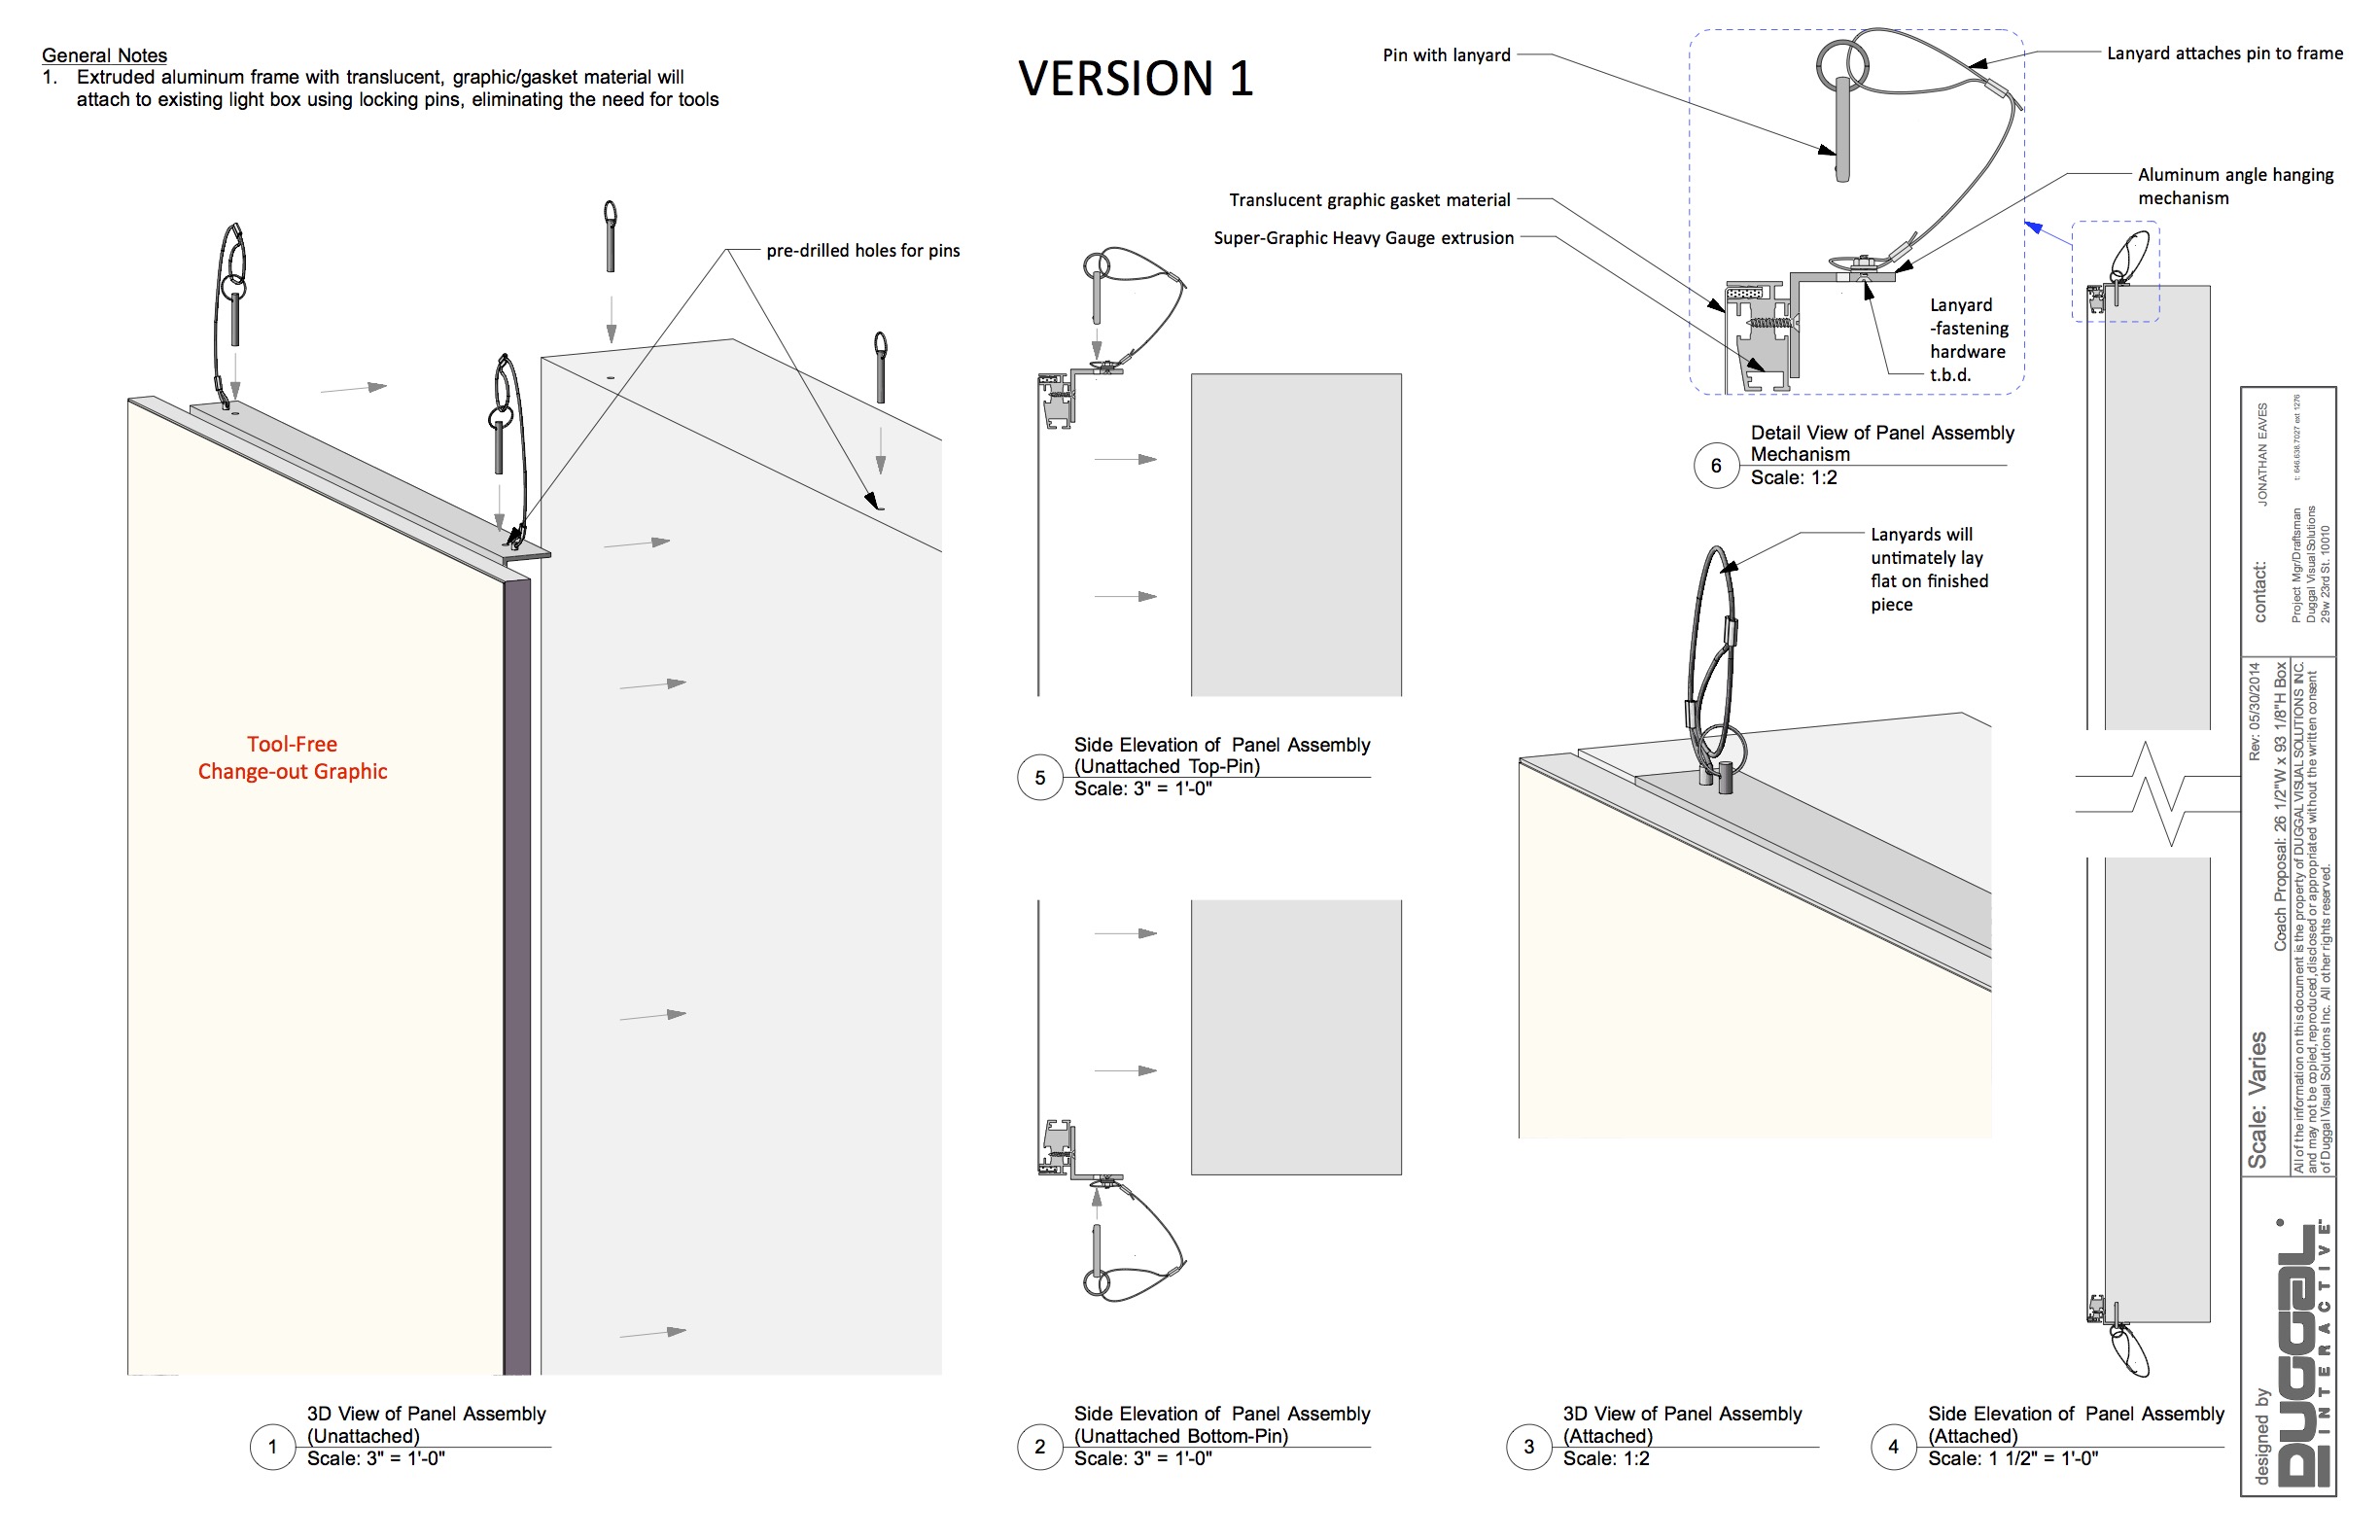 General Notes
1. Extruded aluminum frame with translucent, graphic/gasket material will
attach to existing light box using locking pins, eliminating the need for tools
VERSION 1
Pin with lanyard
Lanyard attaches pin to frame
Aluminum angle hanging
mechanism
Translucent graphic gasket material
Super-Graphic Heavy Gauge extrusion
pre-drilled holes for pins
Lanyard
-fastening
hardware
t.b.d.
6
Detail View of Panel Assembly
Mechanism
Scale: 1:2
Lanyards will
untimately lay
flat on finished
piece
Tool-Free
Change-out Graphic
5
Side Elevation of Panel Assembly
(Unattached Top-Pin)
Scale: 3" = 1'-0"
1
3D View of Panel Assembly
(Unattached)
Scale: 3" = 1'-0"
2
Side Elevation of Panel Assembly
(Unattached Bottom-Pin)
Scale: 3" = 1'-0"
3
3D View of Panel Assembly
(Attached)
Scale: 1:2
4
Side Elevation of Panel Assembly
(Attached)
Scale: 1 1/2" = 1'-0"
contact:
JONATHAN EAVES
Project Mgr/Draftsman
t: 646.638.7027 ext 1276
Duggal Visual Solutions
29w 23rd St. 10010
Scale: Varies
Rev: 05/30/2014
Coach Proposal: 26 1/2"W x 93 1/8"H Box
All of the information on this document is the property of DUGGAL VISUAL SOLUTIONS INC.
and may not be copied, reproduced, disclosed or appropriated without the written consent
of Duggal Visual Solutions Inc. All other rights reserved.
designed by
DUGGAL
INTERACTIVE